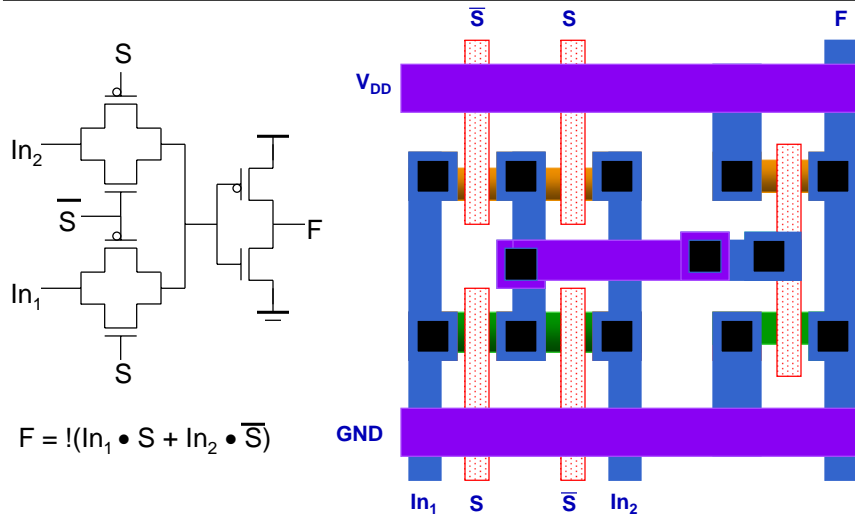 S
In₂
S̅
In₁
S
F
F = !(In₁ • S + In₂ • S̅)
S̅ S F
V_DD
GND
In₁ S S̅ In₂